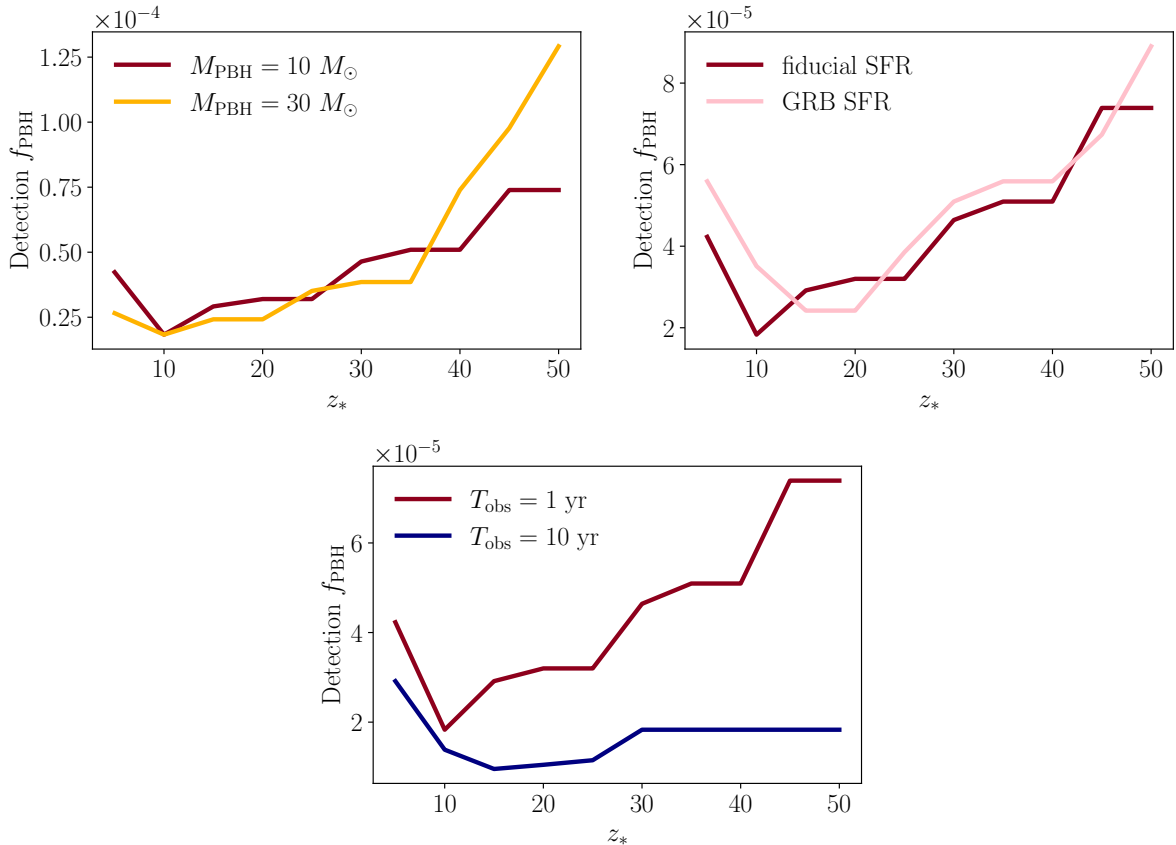 ×10⁻⁴
M_PBH = 10 M_⊙
M_PBH = 30 M_⊙
1.25
1.00
0.75
0.50
0.25
Detection f_PBH
10 20 30 40 50
z_*
×10⁻⁵
fiducial SFR
GRB SFR
8
6
4
2
Detection f_PBH
10 20 30 40 50
z_*
×10⁻⁵
T_obs = 1 yr
T_obs = 10 yr
6
4
2
Detection f_PBH
10 20 30 40 50
z_*